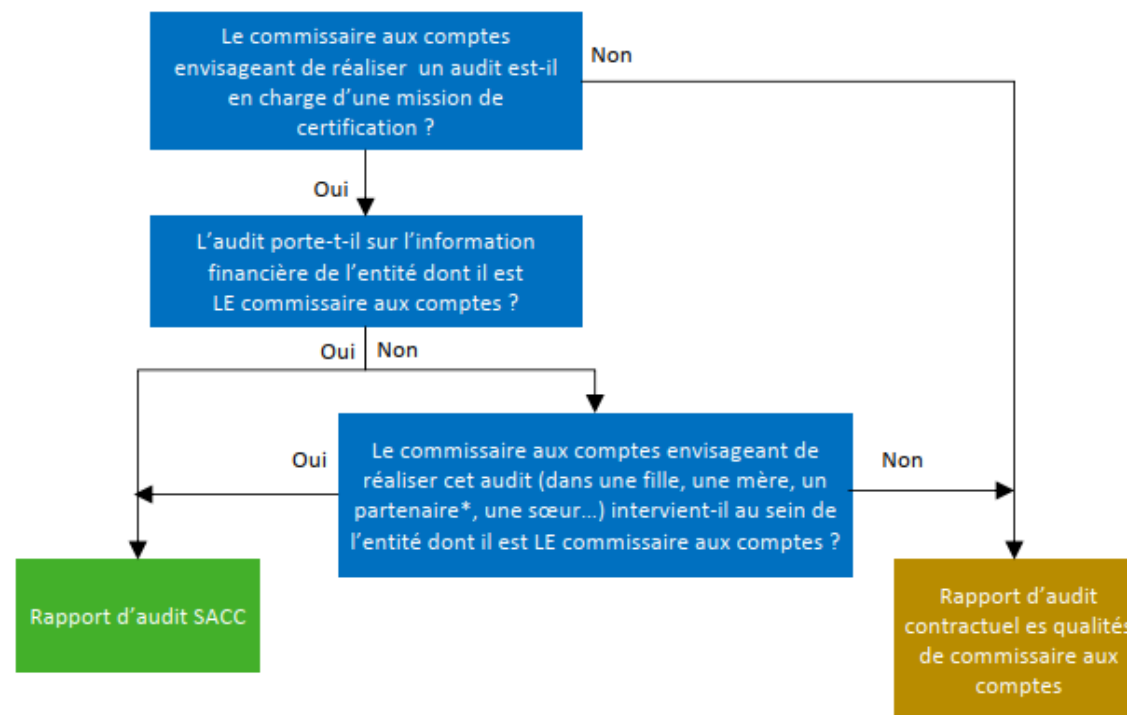 Le commissaire aux comptes
envisageant de réaliser un audit est-il
en charge d’une mission de
certification ?
Non
Oui
L’audit porte-t-il sur l’information
financière de l’entité dont il est
LE commissaire aux comptes ?
Oui
Non
Le commissaire aux comptes envisageant de
réaliser cet audit (dans une fille, une mère, un
partenaire*, une sœur…) intervient-il au sein de
l’entité dont il est LE commissaire aux comptes ?
Oui
Non
Rapport d’audit SACC
Rapport d’audit
contractuel es qualités
de commissaire aux
comptes